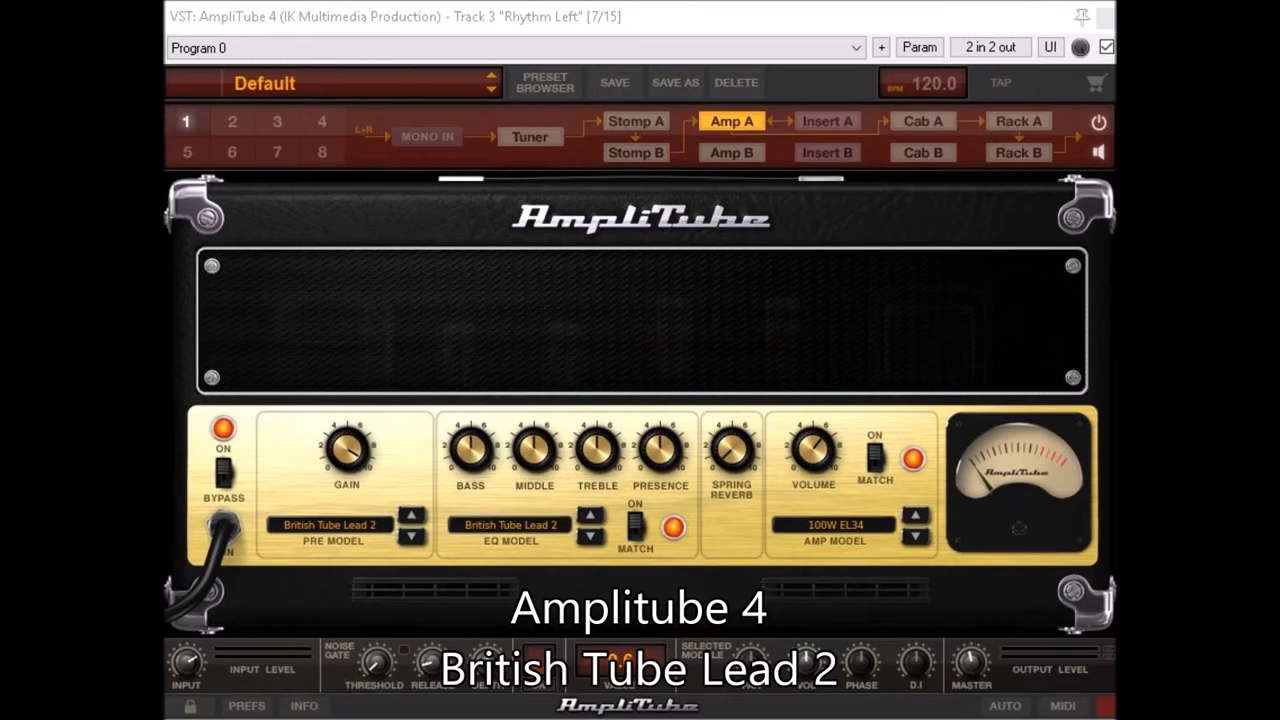 VST: AmpliTube 4 (IK Multimedia Production) - Track 3 "Rhythm Left" [7/15]
Program 0 + Param 2 in 2 out UI
Default PRESET BROWSER SAVE SAVE AS DELETE BPM 120.0 TAP
1 2 3 4 L+R MONO IN Tuner Stomp A Amp A Insert A Cab A Rack A
5 6 7 8 Stomp B Amp B Insert B Cab B Rack B
AmpliTube
ON
BYPASS
GAIN
BASS MIDDLE TREBLE PRESENCE
SPRING REVERB
VOLUME
ON
MATCH
AmpliTube
British Tube Lead 2
PRE MODEL
British Tube Lead 2
EQ MODEL
ON
MATCH
100W EL34
AMP MODEL
Amplitube 4
British Tube Lead 2
INPUT
INPUT LEVEL
NOISE GATE
THRESHOLD RELEASE
SELECTED MODULE
VOL PHASE D.I
MASTER
OUTPUT LEVEL
PREFS INFO AmpliTube AUTO MIDI